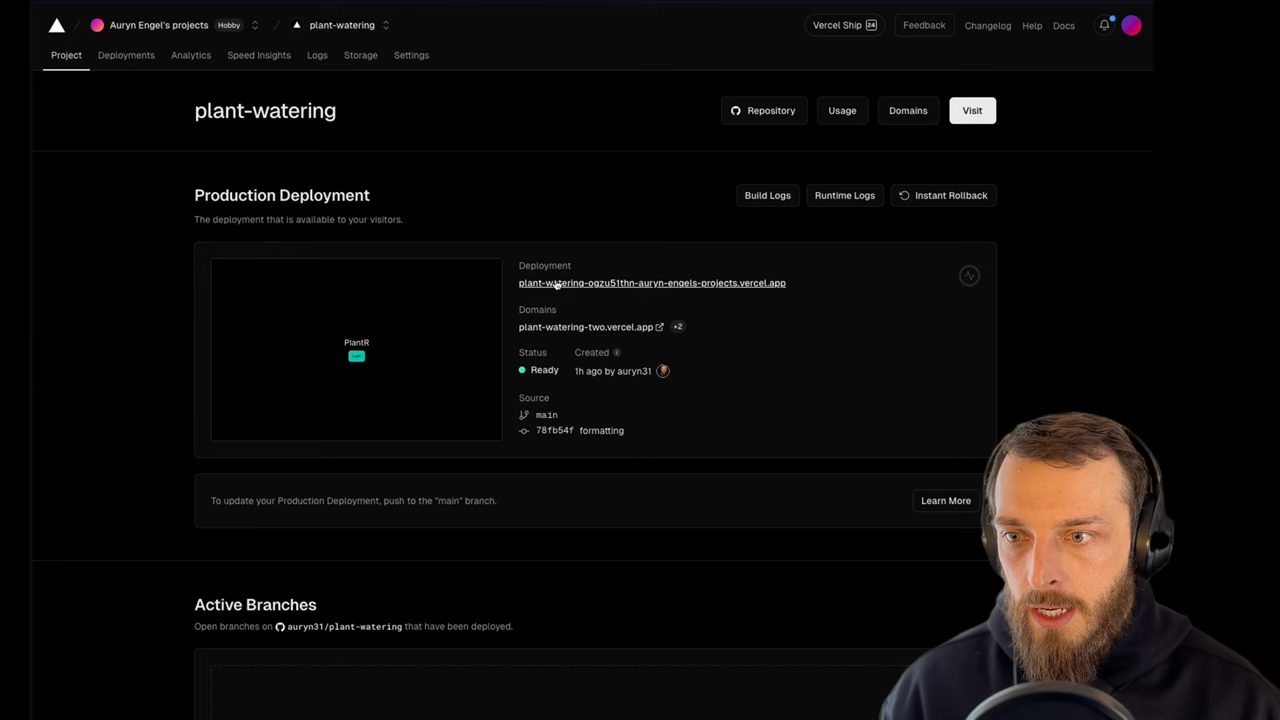 Auryn Engel's projects Hobby plant-watering Vercel Ship 24 Feedback Changelog Help Docs
Project Deployments Analytics Speed Insights Logs Storage Settings
plant-watering Repository Usage Domains Visit
Production Deployment Build Logs Runtime Logs Instant Rollback
The deployment that is available to your visitors.
Deployment
plant-watering-ogzu51thn-auryn-engels-projects.vercel.app
Domains
plant-watering-two.vercel.app +2
PlantR
Status Created
Ready 1h ago by auryn31
Source
main
78fb54f formatting
To update your Production Deployment, push to the "main" branch. Learn More
Active Branches
Open branches on auryn31/plant-watering that have been deployed.